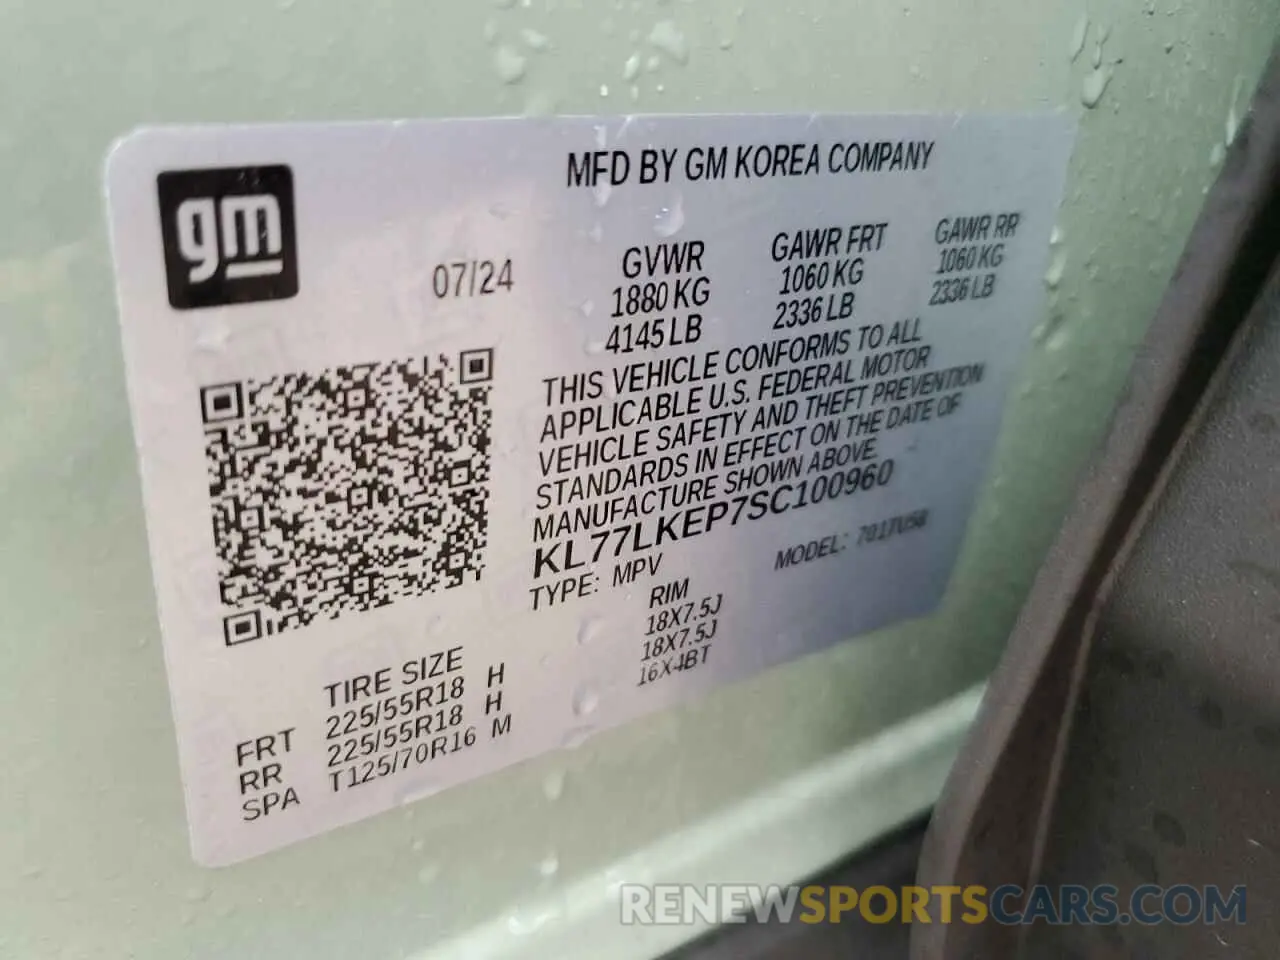 gm
MFD BY GM KOREA COMPANY
07/24
GVWR GAWR FRT GAWR RR
1880 KG 1060 KG 1060 KG
4145 LB 2336 LB 2336 LB
THIS VEHICLE CONFORMS TO ALL
APPLICABLE U.S. FEDERAL MOTOR
VEHICLE SAFETY AND THEFT PREVENTION
STANDARDS IN EFFECT ON THE DATE OF
MANUFACTURE SHOWN ABOVE.
KL77LKEP7SC100960
TYPE: MPV MODEL:
TIRE SIZE RIM
FRT 225/55R18 H 18X7.5J
RR 225/55R18 H 18X7.5J
SPA T125/70R16 M 16X4BT
RENEWSPORTSCARS.COM